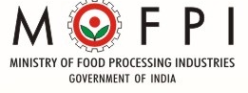 MOFPI
MINISTRY OF FOOD PROCESSING INDUSTRIES
GOVERNMENT OF INDIA